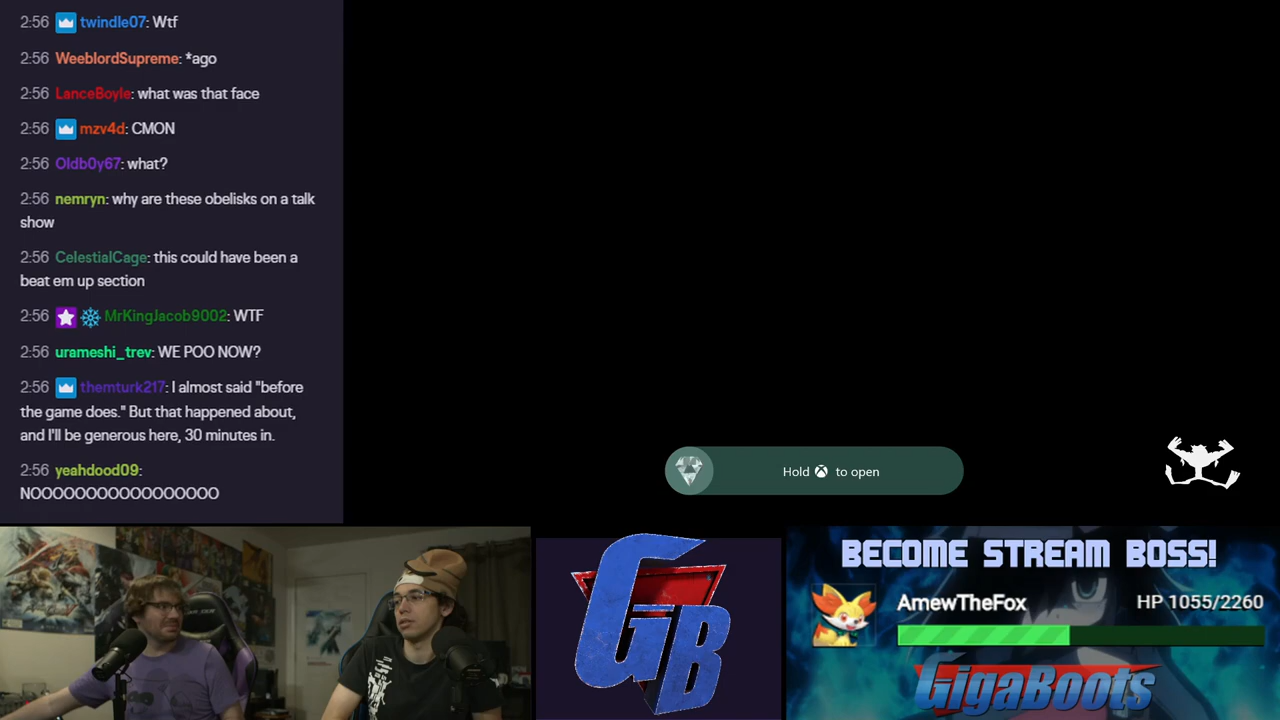 2:56 twindle07: Wtf
2:56 WeeblordSupreme: *ago
2:56 LanceBoyle: what was that face
2:56 mzv4d: CMON
2:56 Oldb0y67: what?
2:56 nemryn: why are these obelisks on a talk
show
2:56 CelestialCage: this could have been a
beat em up section
2:56 MrKingJacob9002: WTF
2:56 urameshi_trev: WE POO NOW?
2:56 themturk217: I almost said "before
the game does." But that happened about,
and I'll be generous here, 30 minutes in.
2:56 yeahdood09:
NOOOOOOOOOOOOOOOOO
Hold to open
GB
BECOME STREAM BOSS!
AmewTheFox HP 1055/2260
GIGABOOTS